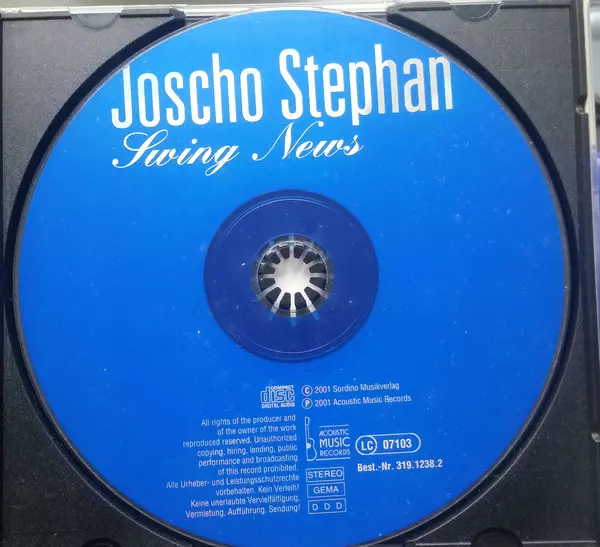 Joscho Stephan
Swing News
COMPACT
disc
DIGITAL AUDIO
© 2001 Sordino Musikverlag
℗ 2001 Acoustic Music Records
All rights of the producer and
of the owner of the work
reproduced reserved. Unauthorized
copying, hiring, lending, public
performance and broadcasting
of this record prohibited.
Alle Urheber- und Leistungsschutzrechte
vorbehalten. Kein Verleih!
Keine unerlaubte Vervielfältigung,
Vermietung, Aufführung, Sendung!
ACOUSTIC
MUSIC
RECORDS
LC 07103
Best.-Nr. 319.1238.2
STEREO
GEMA
D D D